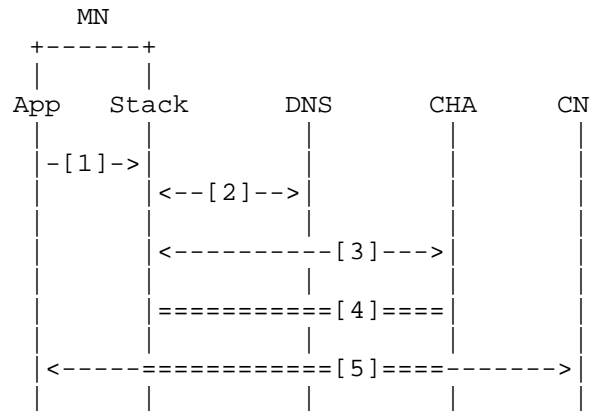 MN
+------+
| |
App Stack DNS CHA CN
| | | | |
|-[1]->| | | |
| |<--[2]-->| | |
| | | | |
| |<----------[3]--->| |
| | | | |
| |===========[4]====| |
| | | | |
|<-----============[5]====------->|
| | | | |